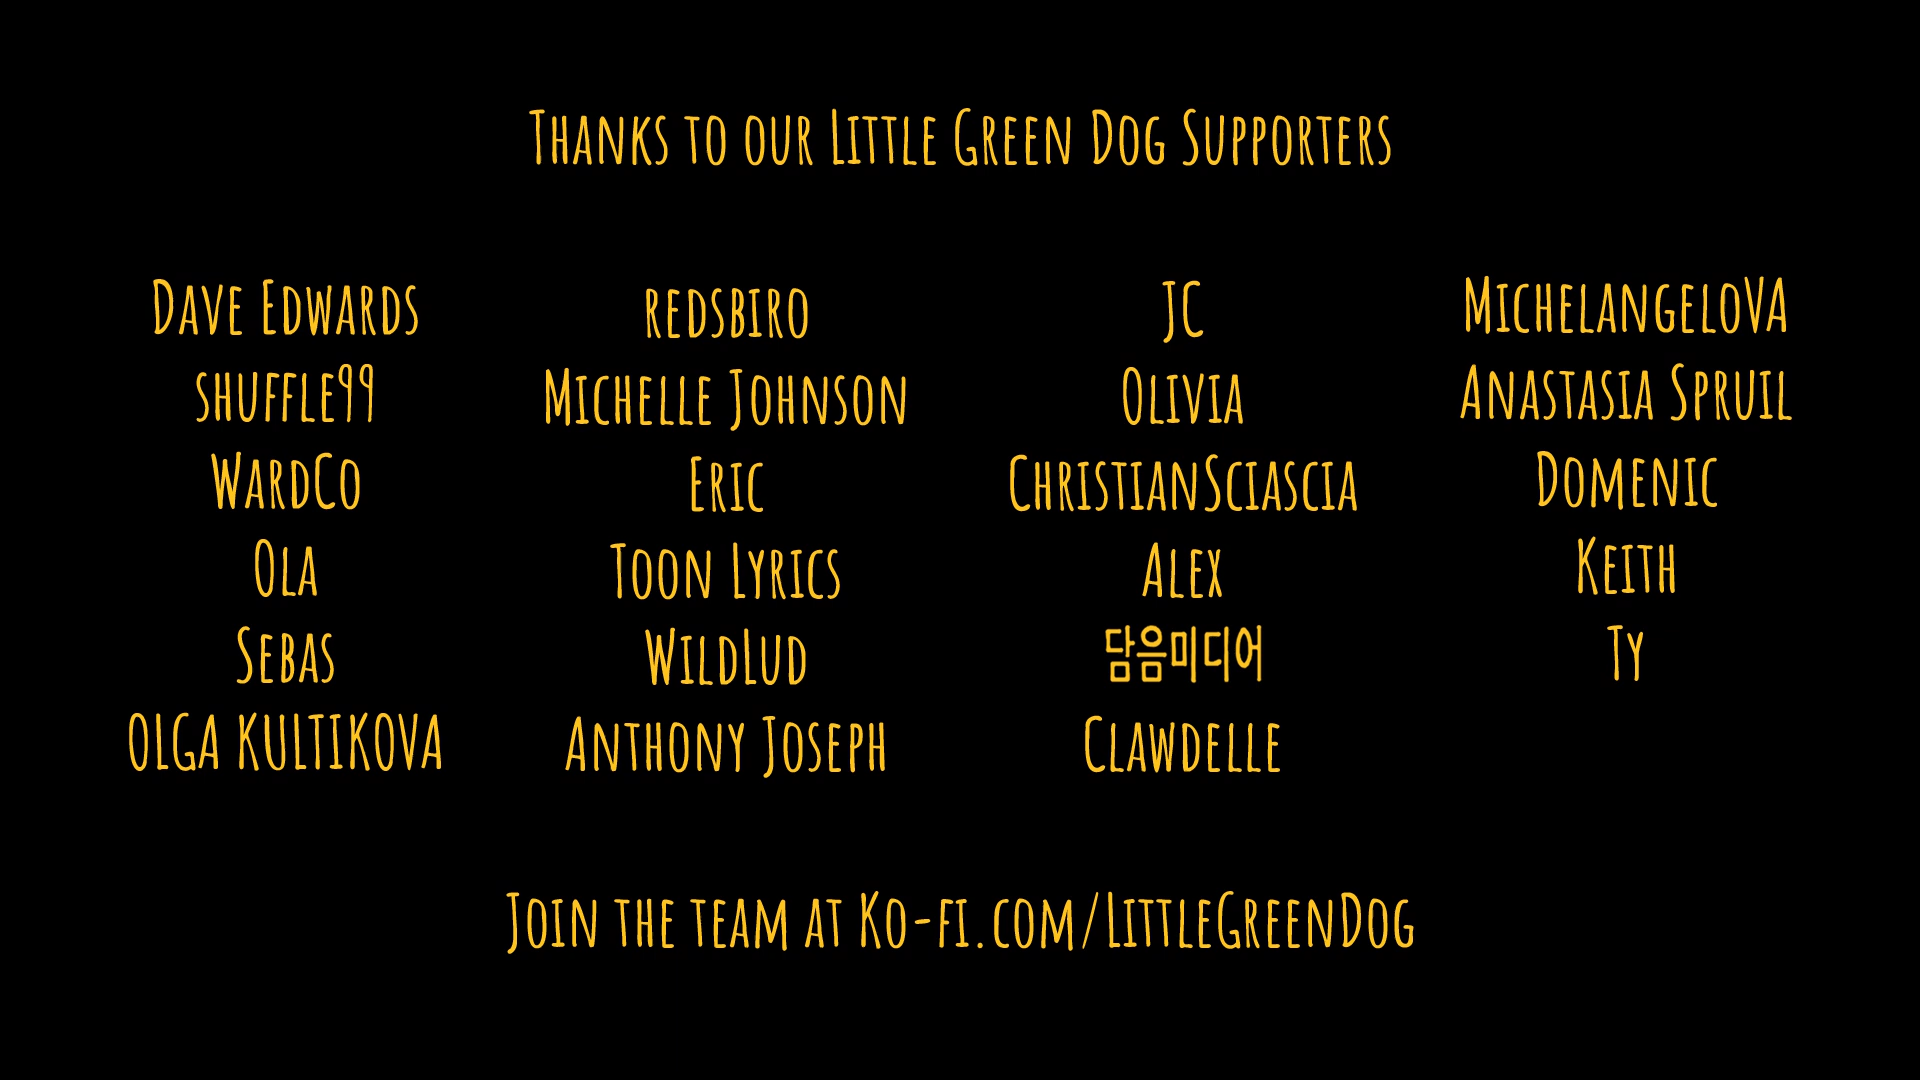 Thanks to our Little Green Dog Supporters
Dave Edwards
shuffle99
WardCo
Ola
Sebas
OLGA KULTIKOVA
redsbiro
Michelle Johnson
Eric
Toon Lyrics
WildLud
Anthony Joseph
JC
Olivia
ChristianSciascia
Alex
담음미디어
Clawdelle
MichelangeloVA
Anastasia Spruil
Domenic
Keith
Ty
Join the team at Ko-fi.com/LittleGreenDog